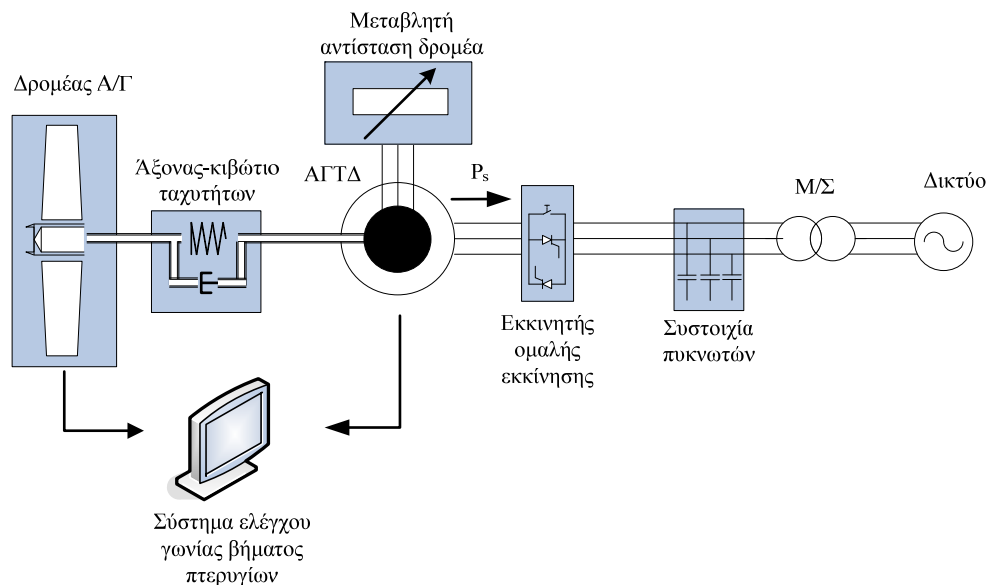 Μεταβλητή
αντίσταση δρομέα
Δρομέας Α/Γ
Άξονας-κιβώτιο
ταχυτήτων
ΑΓΤΔ
Ps
Μ/Σ
Δικτύο
Εκκινητής
ομαλής
εκκίνησης
Συστοιχία
πυκνωτών
Σύστημα ελέγχου
γωνίας βήματος
πτερυγίων